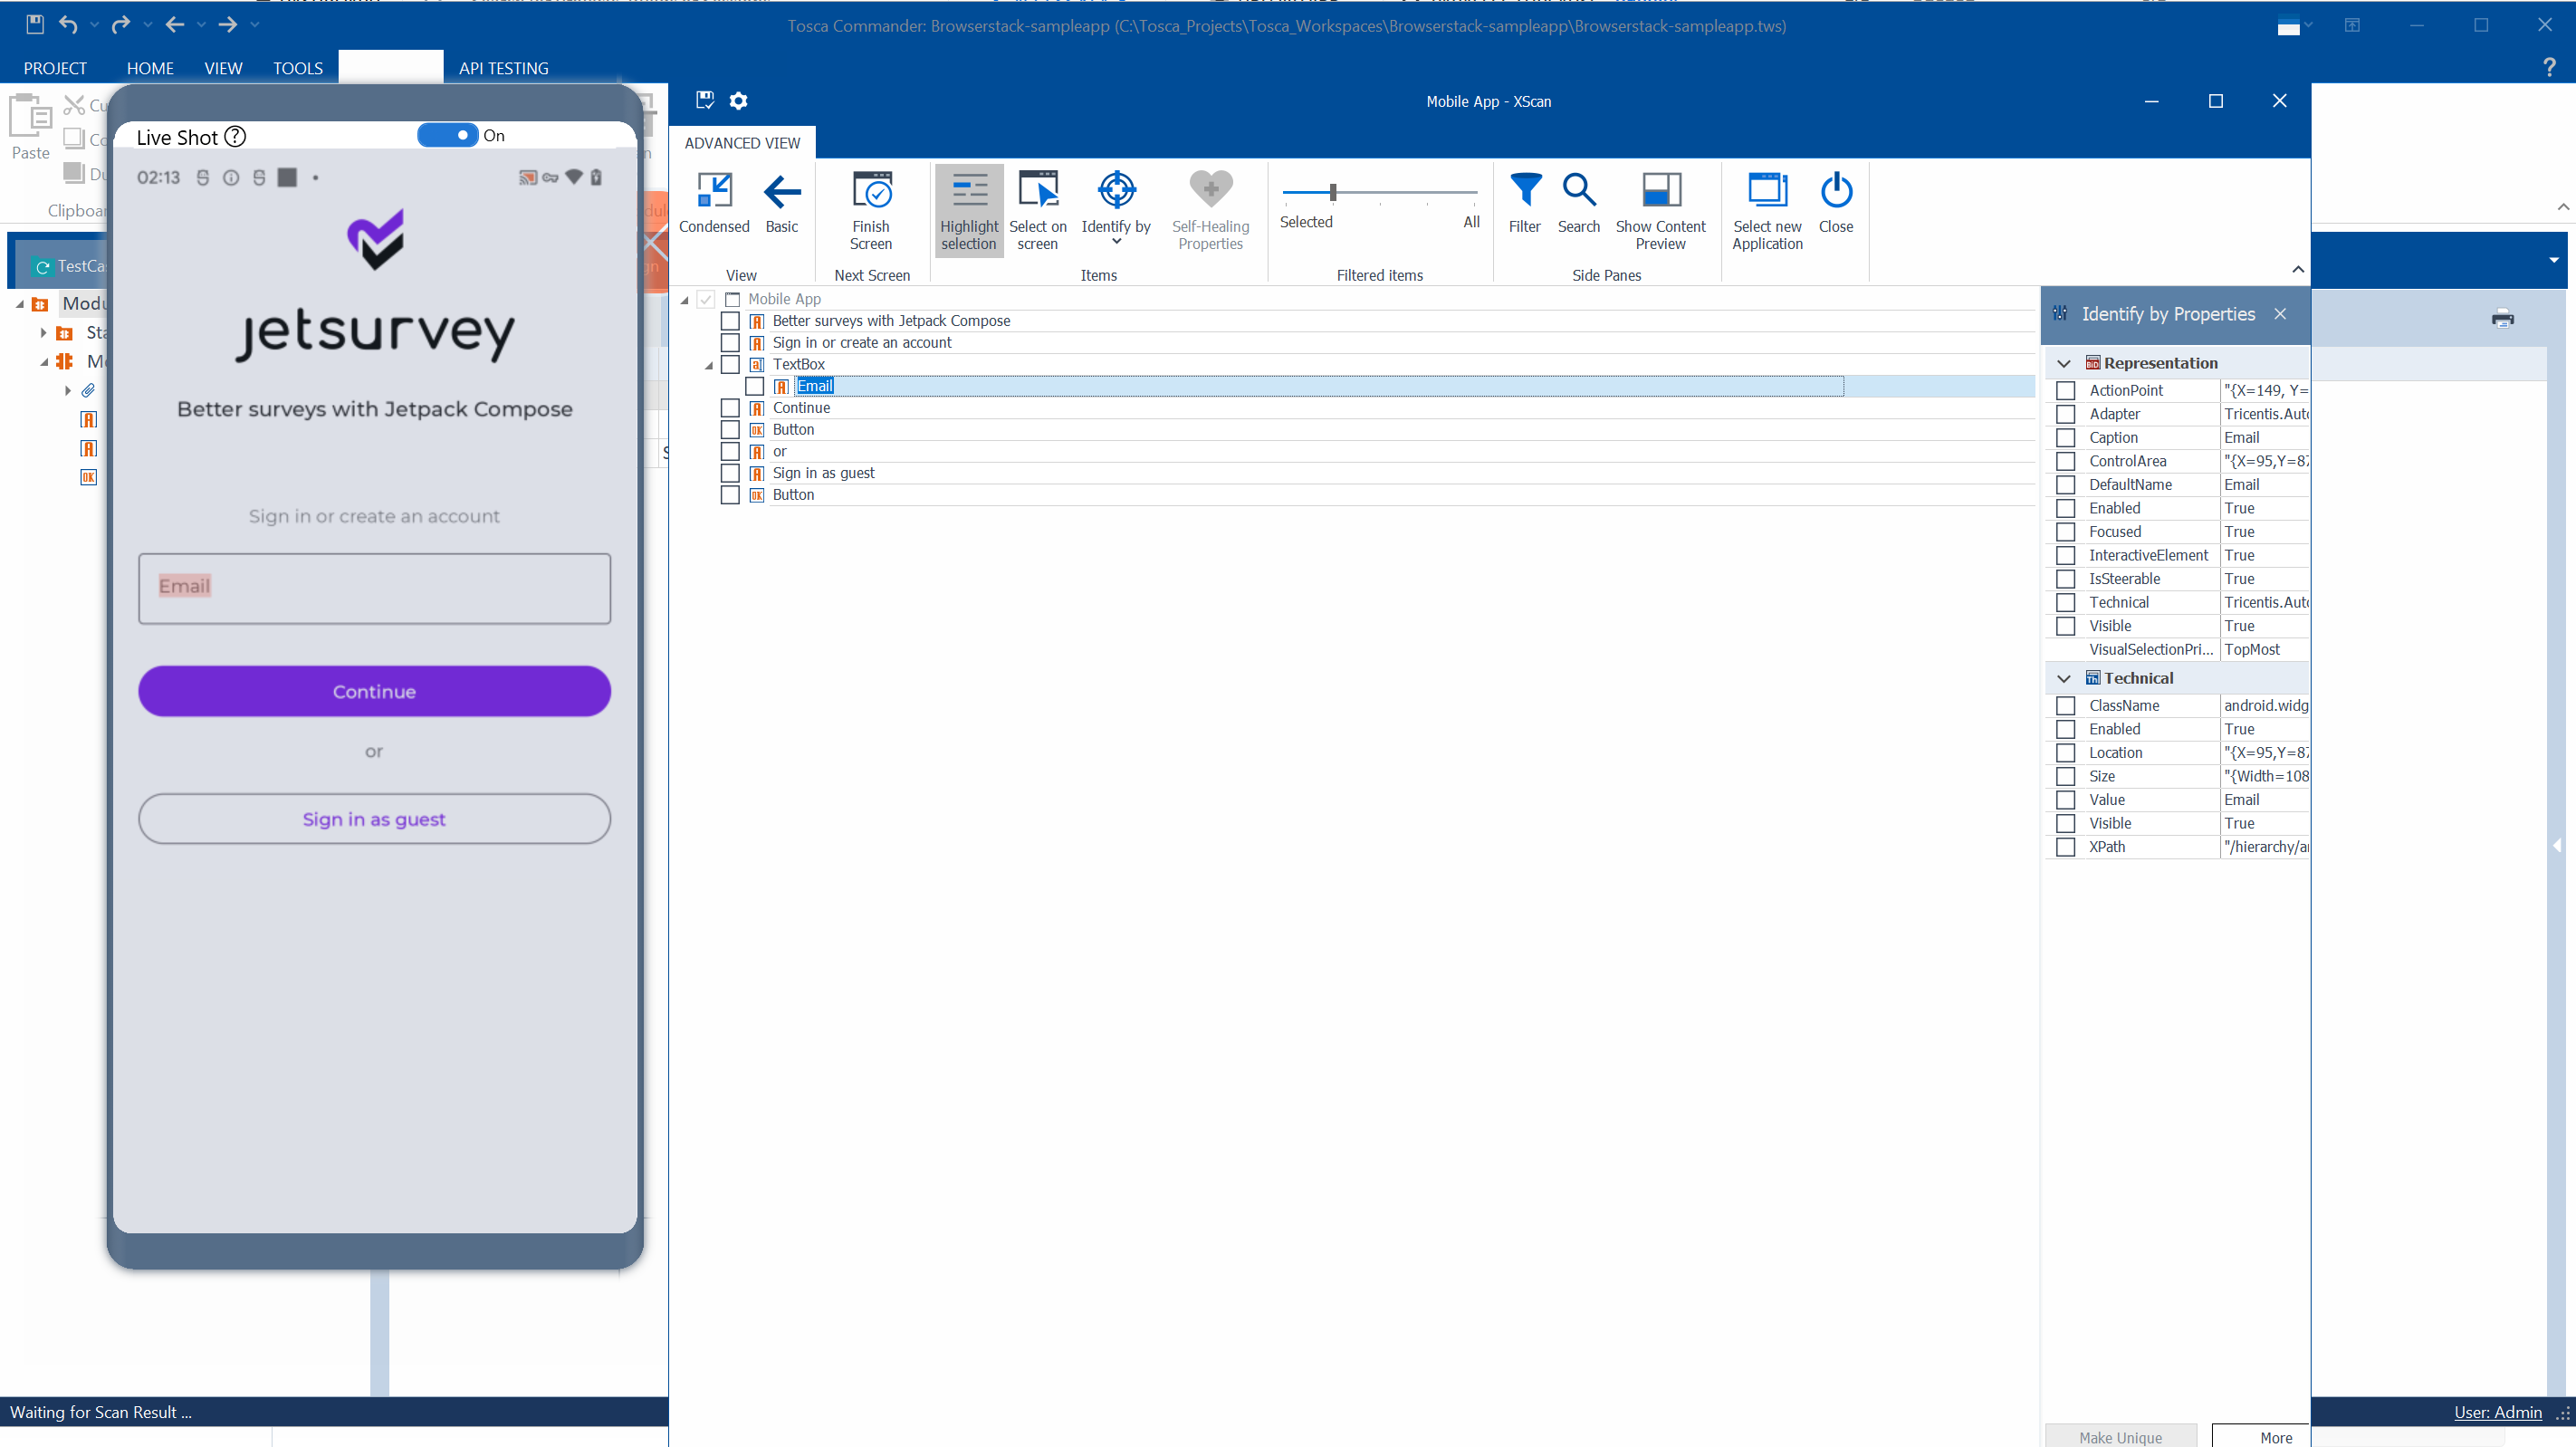 Tosca Commander: Browserstack-sampleapp (C:\Tosca_Projects\Tosca_Workspaces\Browserstack-sampleapp\Browserstack-sampleapp.tws)
PROJECT HOME VIEW TOOLS API TESTING
?
Paste
Clipboar
TestCa
Modu
Sta
Mo
Live Shot ? On
02:13
jetsurvey
Better surveys with Jetpack Compose
Sign in or create an account
Email
Continue
or
Sign in as guest
Mobile App - XScan
ADVANCED VIEW
Condensed
Basic
View
Finish Screen
Next Screen
Highlight selection
Select on screen
Identify by
Self-Healing Properties
Items
Selected All
Filtered items
Filter
Search
Show Content Preview
Side Panes
Select new Application
Close
Mobile App
Better surveys with Jetpack Compose
Sign in or create an account
TextBox
Email
Continue
Button
or
Sign in as guest
Button
Identify by Properties
Representation
ActionPoint "{X=149, Y=
Adapter Tricentis.Auto
Caption Email
ControlArea "{X=95,Y=87
DefaultName Email
Enabled True
Focused True
InteractiveElement True
IsSteerable True
Technical Tricentis.Auto
Visible True
VisualSelectionPri... TopMost
Technical
ClassName android.widg
Enabled True
Location "{X=95,Y=87
Size "{Width=108
Value Email
Visible True
XPath "/hierarchy/an
Make Unique More
Waiting for Scan Result ...
User: Admin